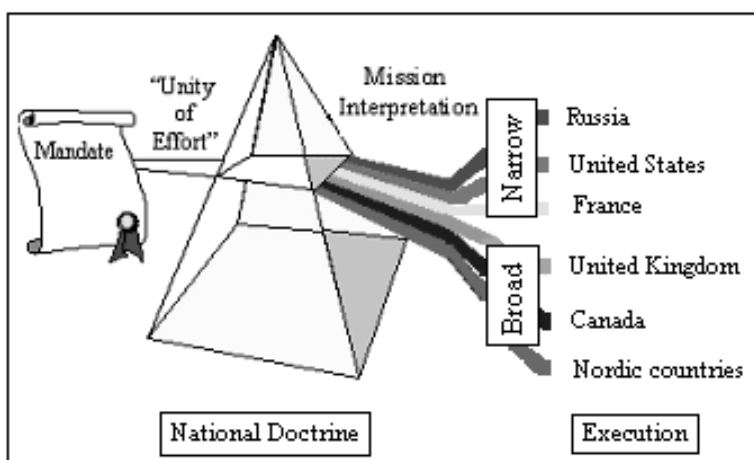 Mandate
“Unity
of
Effort”
Mission
Interpretation
Narrow
Broad
Russia
United States
France
United Kingdom
Canada
Nordic countries
National Doctrine
Execution